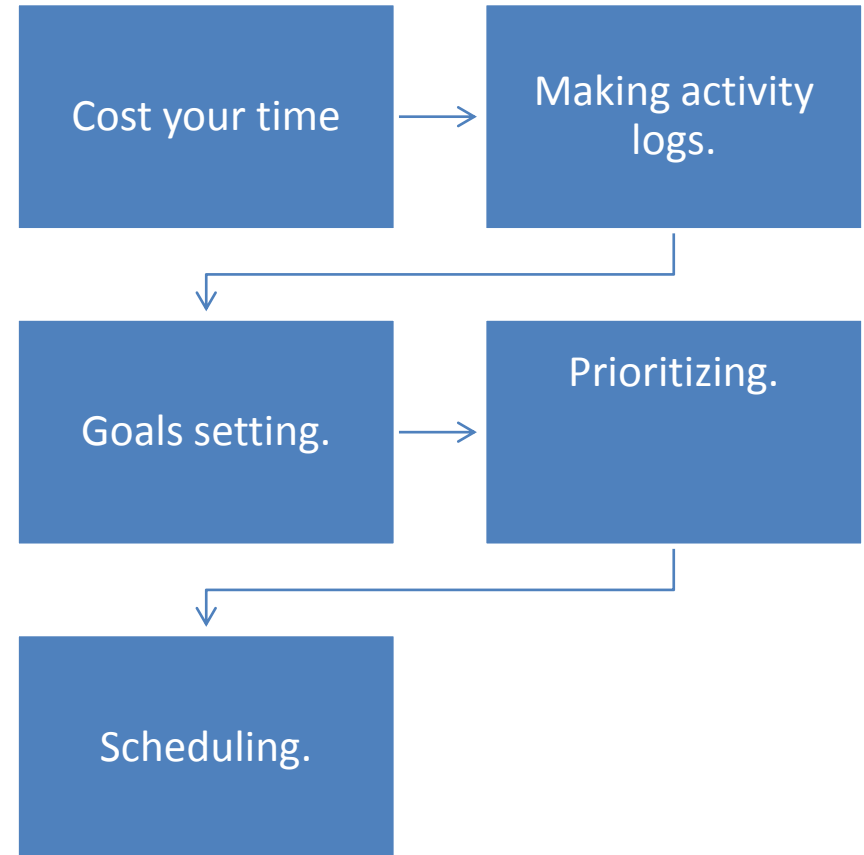 Cost your time
Making activity
logs.
Goals setting.
Prioritizing.
Scheduling.